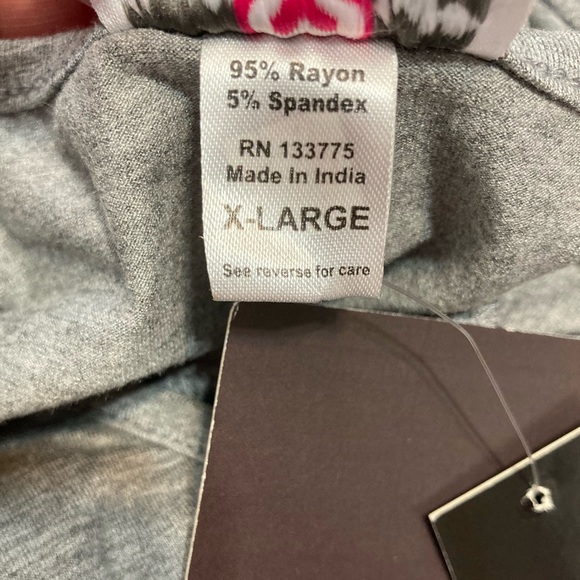 95% Rayon
5% Spandex
RN 133775
Made In India
X-LARGE
See reverse for care